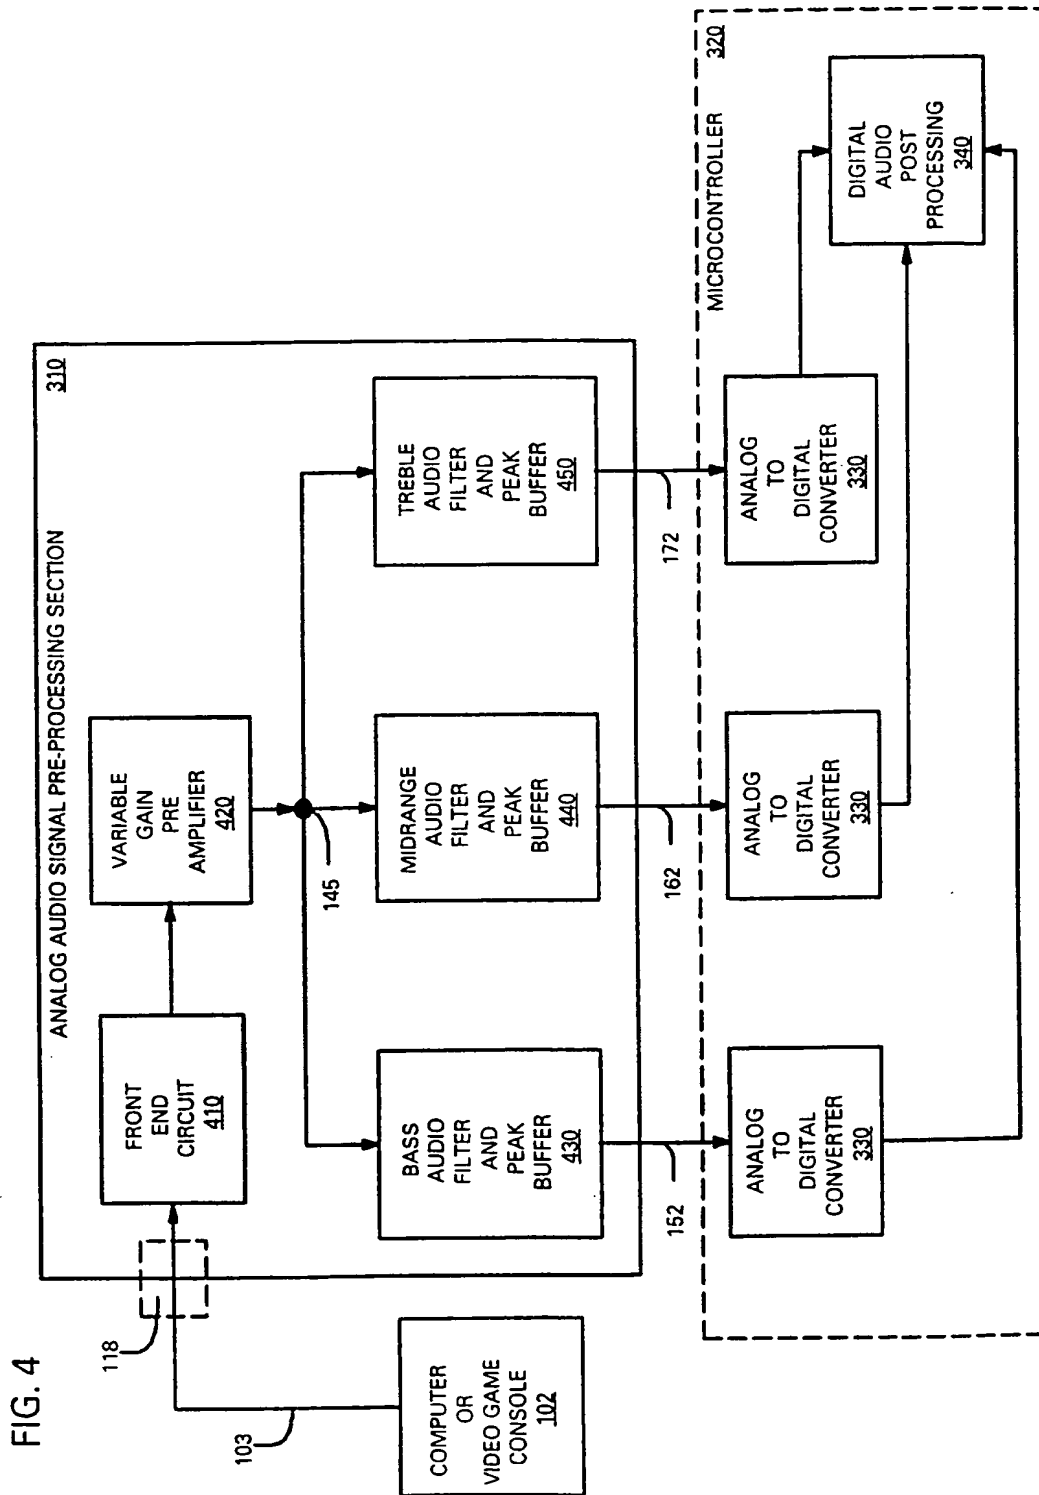 FIG. 4
118
103
COMPUTER
OR
VIDEO GAME
CONSOLE
102
ANALOG AUDIO SIGNAL PRE-PROCESSING SECTION
310
FRONT
END
CIRCUIT
410
VARIABLE
GAIN
PRE
AMPLIFIER
420
145
BASS
AUDIO
FILTER
AND
PEAK
BUFFER
430
MIDRANGE
AUDIO
FILTER
AND
PEAK
BUFFER
440
TREBLE
AUDIO
FILTER
AND
PEAK
BUFFER
450
152
162
172
MICROCONTROLLER
320
ANALOG
TO
DIGITAL
CONVERTER
330
ANALOG
TO
DIGITAL
CONVERTER
330
ANALOG
TO
DIGITAL
CONVERTER
330
DIGITAL
AUDIO
POST
PROCESSING
340